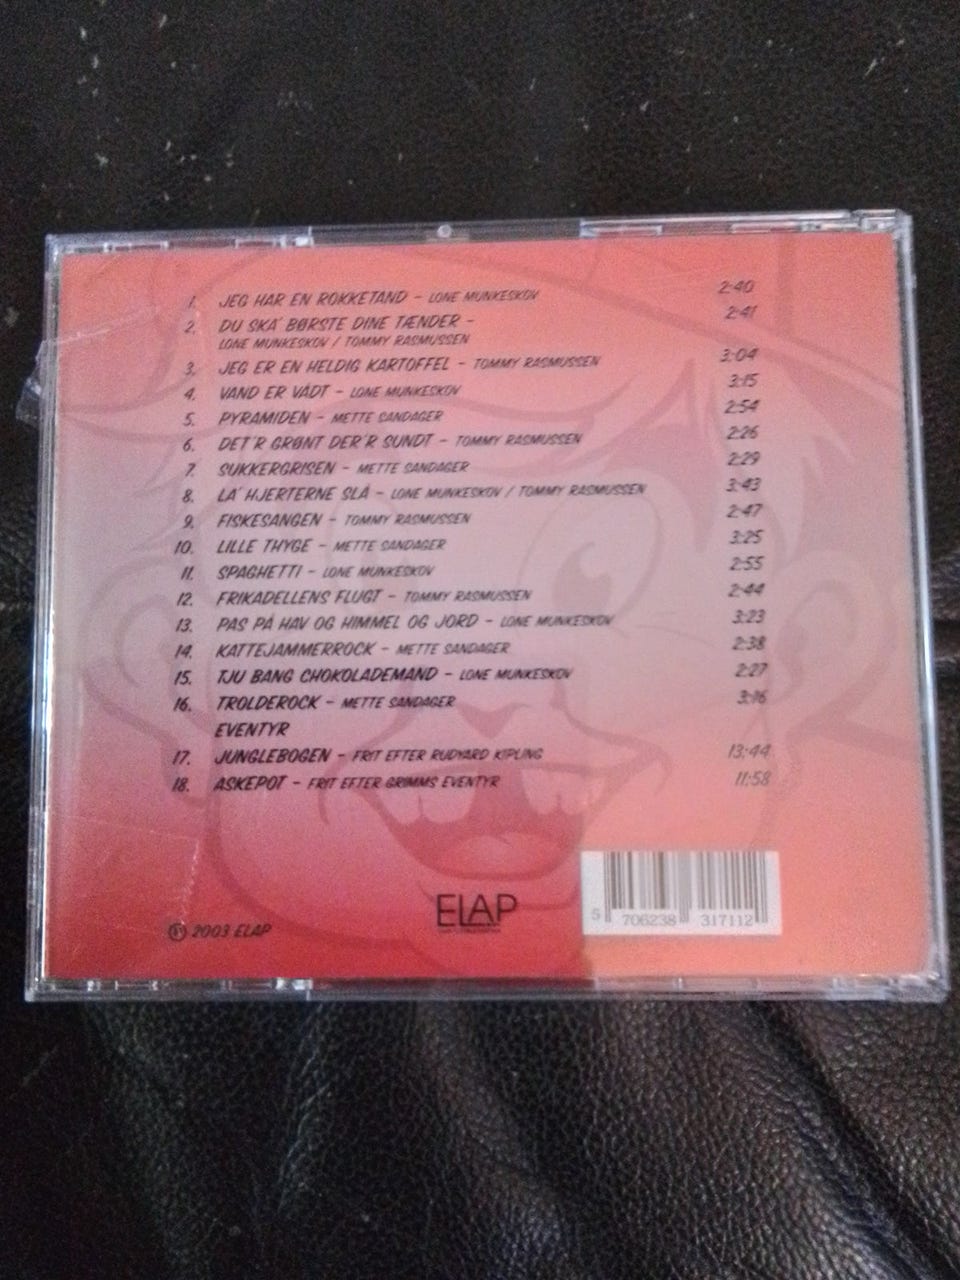 1. JEG HAR EN ROKKETAND – LONE MUNKESKOV 2:40
2. DU SKA' BØRSTE DINE TÆNDER – 2:41
LONE MUNKESKOV / TOMMY RASMUSSEN
3. JEG ER EN HELDIG KARTOFFEL – TOMMY RASMUSSEN 3:04
4. VAND ER VÅDT – LONE MUNKESKOV 3:15
5. PYRAMIDEN – METTE SANDAGER 2:54
6. DET'R GRØNT DER'R SUNDT – TOMMY RASMUSSEN 2:26
7. SUKKERGRISEN – METTE SANDAGER 2:29
8. LA' HJERTERNE SLÅ – LONE MUNKESKOV / TOMMY RASMUSSEN 3:43
9. FISKESANGEN – TOMMY RASMUSSEN 2:47
10. LILLE THYGE – METTE SANDAGER 3:25
11. SPAGHETTI – LONE MUNKESKOV 2:55
12. FRIKADELLENS FLUGT – TOMMY RASMUSSEN 2:44
13. PAS PÅ HAV OG HIMMEL OG JORD – LONE MUNKESKOV 3:23
14. KATTEJAMMERROCK – METTE SANDAGER 2:38
15. TJU BANG CHOKOLADEMAND – LONE MUNKESKOV 2:27
16. TROLDEROCK – METTE SANDAGER 3:16
EVENTYR
17. JUNGLEBOGEN – FRIT EFTER RUDYARD KIPLING 13:44
18. ASKEPOT – FRIT EFTER GRIMMS EVENTYR 11:58
ELAP
5 706238 317112
℗ 2003 ELAP